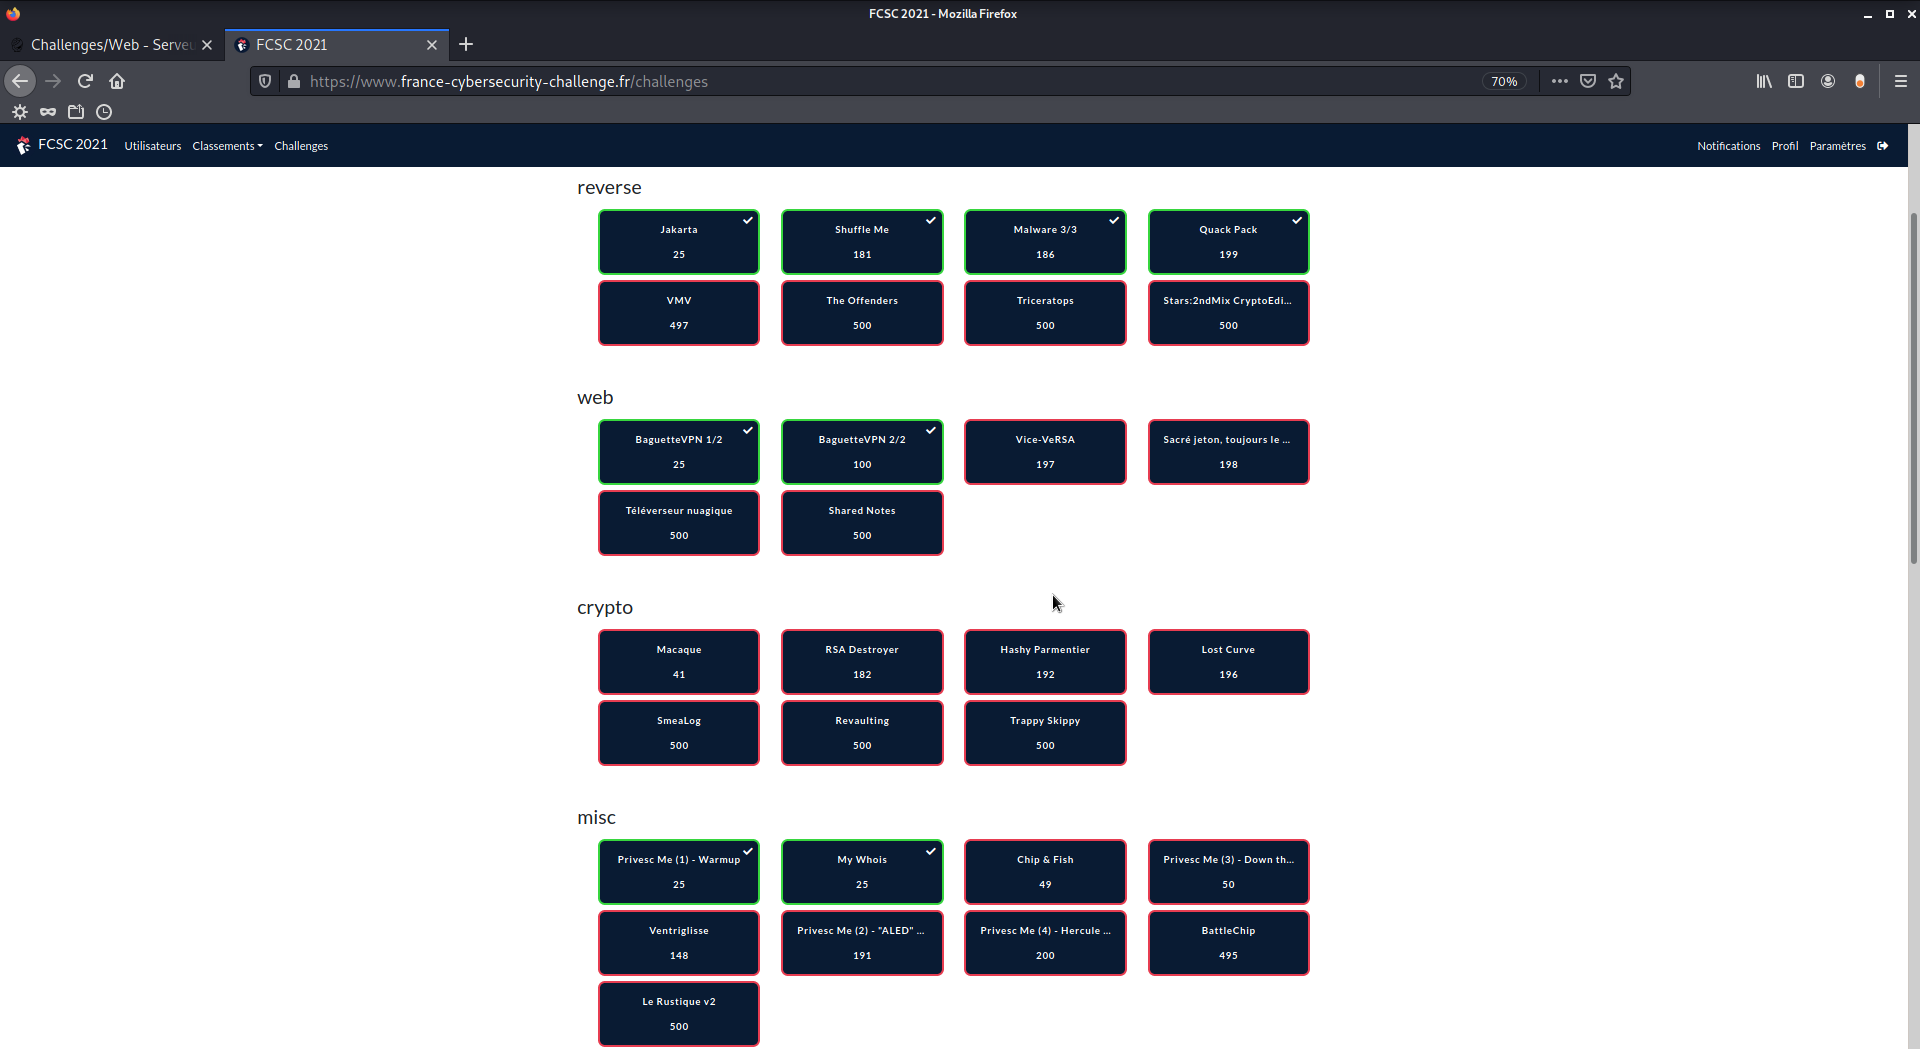 FCSC 2021 - Mozilla Firefox
Challenges/Web - Serve
FCSC 2021
https://www.france-cybersecurity-challenge.fr/challenges
70%
FCSC 2021 Utilisateurs Classements Challenges Notifications Profil Paramètres
reverse
Jakarta Shuffle Me Malware 3/3 Quack Pack
25 181 186 199
VMV The Offenders Triceratops Stars:2ndMix CryptoEdi...
497 500 500 500
web
BaguetteVPN 1/2 BaguetteVPN 2/2 Vice-VeRSA Sacré jeton, toujours le ...
25 100 197 198
Téléverseur nuagique Shared Notes
500 500
crypto
Macaque RSA Destroyer Hashy Parmentier Lost Curve
41 182 192 196
SmeaLog Revaulting Trappy Skippy
500 500 500
misc
Privesc Me (1) - Warmup My Whois Chip & Fish Privesc Me (3) - Down th...
25 25 49 50
Ventriglisse Privesc Me (2) - "ALED" ... Privesc Me (4) - Hercule ... BattleChip
148 191 200 495
Le Rustique v2
500